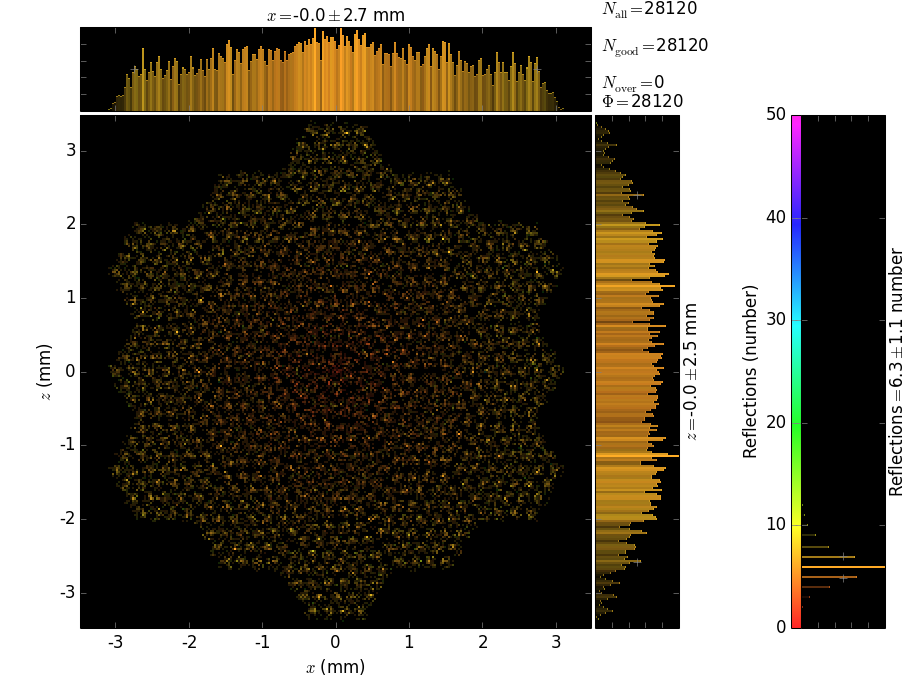 x = -0.0 ± 2.7 mm
N_all = 28120
N_good = 28120
N_over = 0
Φ = 28120
3
2
1
0
-1
-2
-3
z (mm)
-3
-2
-1
0
1
2
3
x (mm)
z = -0.0 ± 2.5 mm
50
40
30
20
10
0
Reflections (number)
Reflections = 6.3 ± 1.1 number